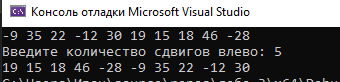 Консоль отладки Microsoft Visual Studio
-9 35 22 -12 30 19 15 18 46 -28
Введите количество сдвигов влево: 5
19 15 18 46 -28 -9 35 22 -12 30